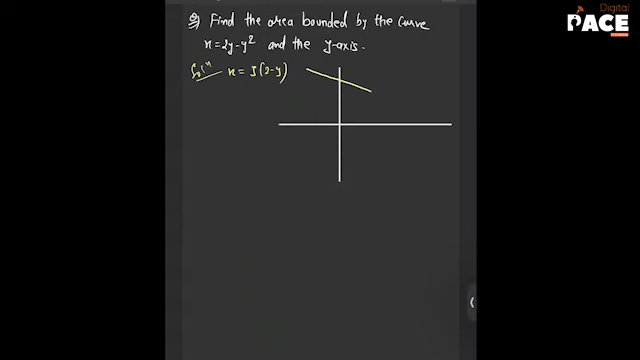 Q) Find the area bounded by the curve
x = 2y - y² and the y-axis.
Solⁿ x = y(2-y)
Digital
PACE